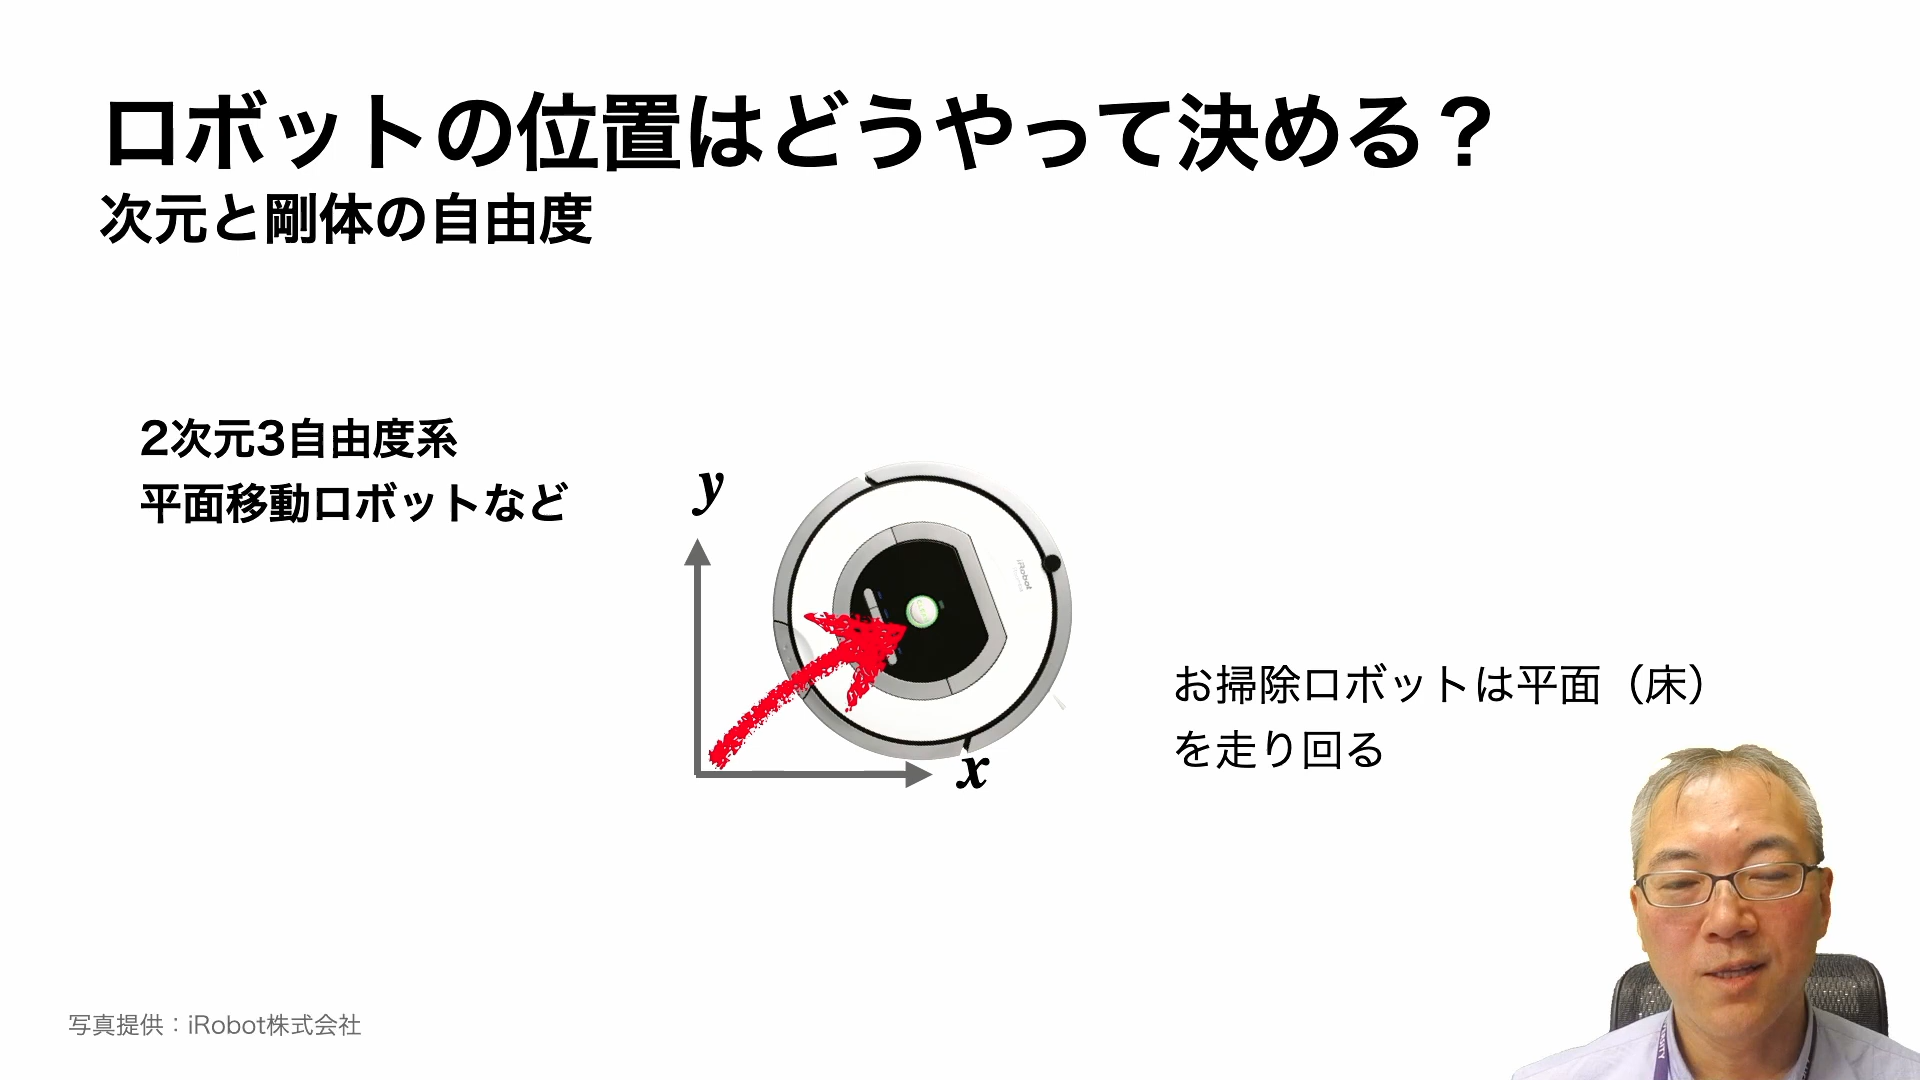 ロボットの位置はどうやって決める？
次元と剛体の自由度
2次元3自由度系
平面移動ロボットなど
y
iRobot
x
お掃除ロボットは平面（床）
を走り回る
写真提供：iRobot株式会社